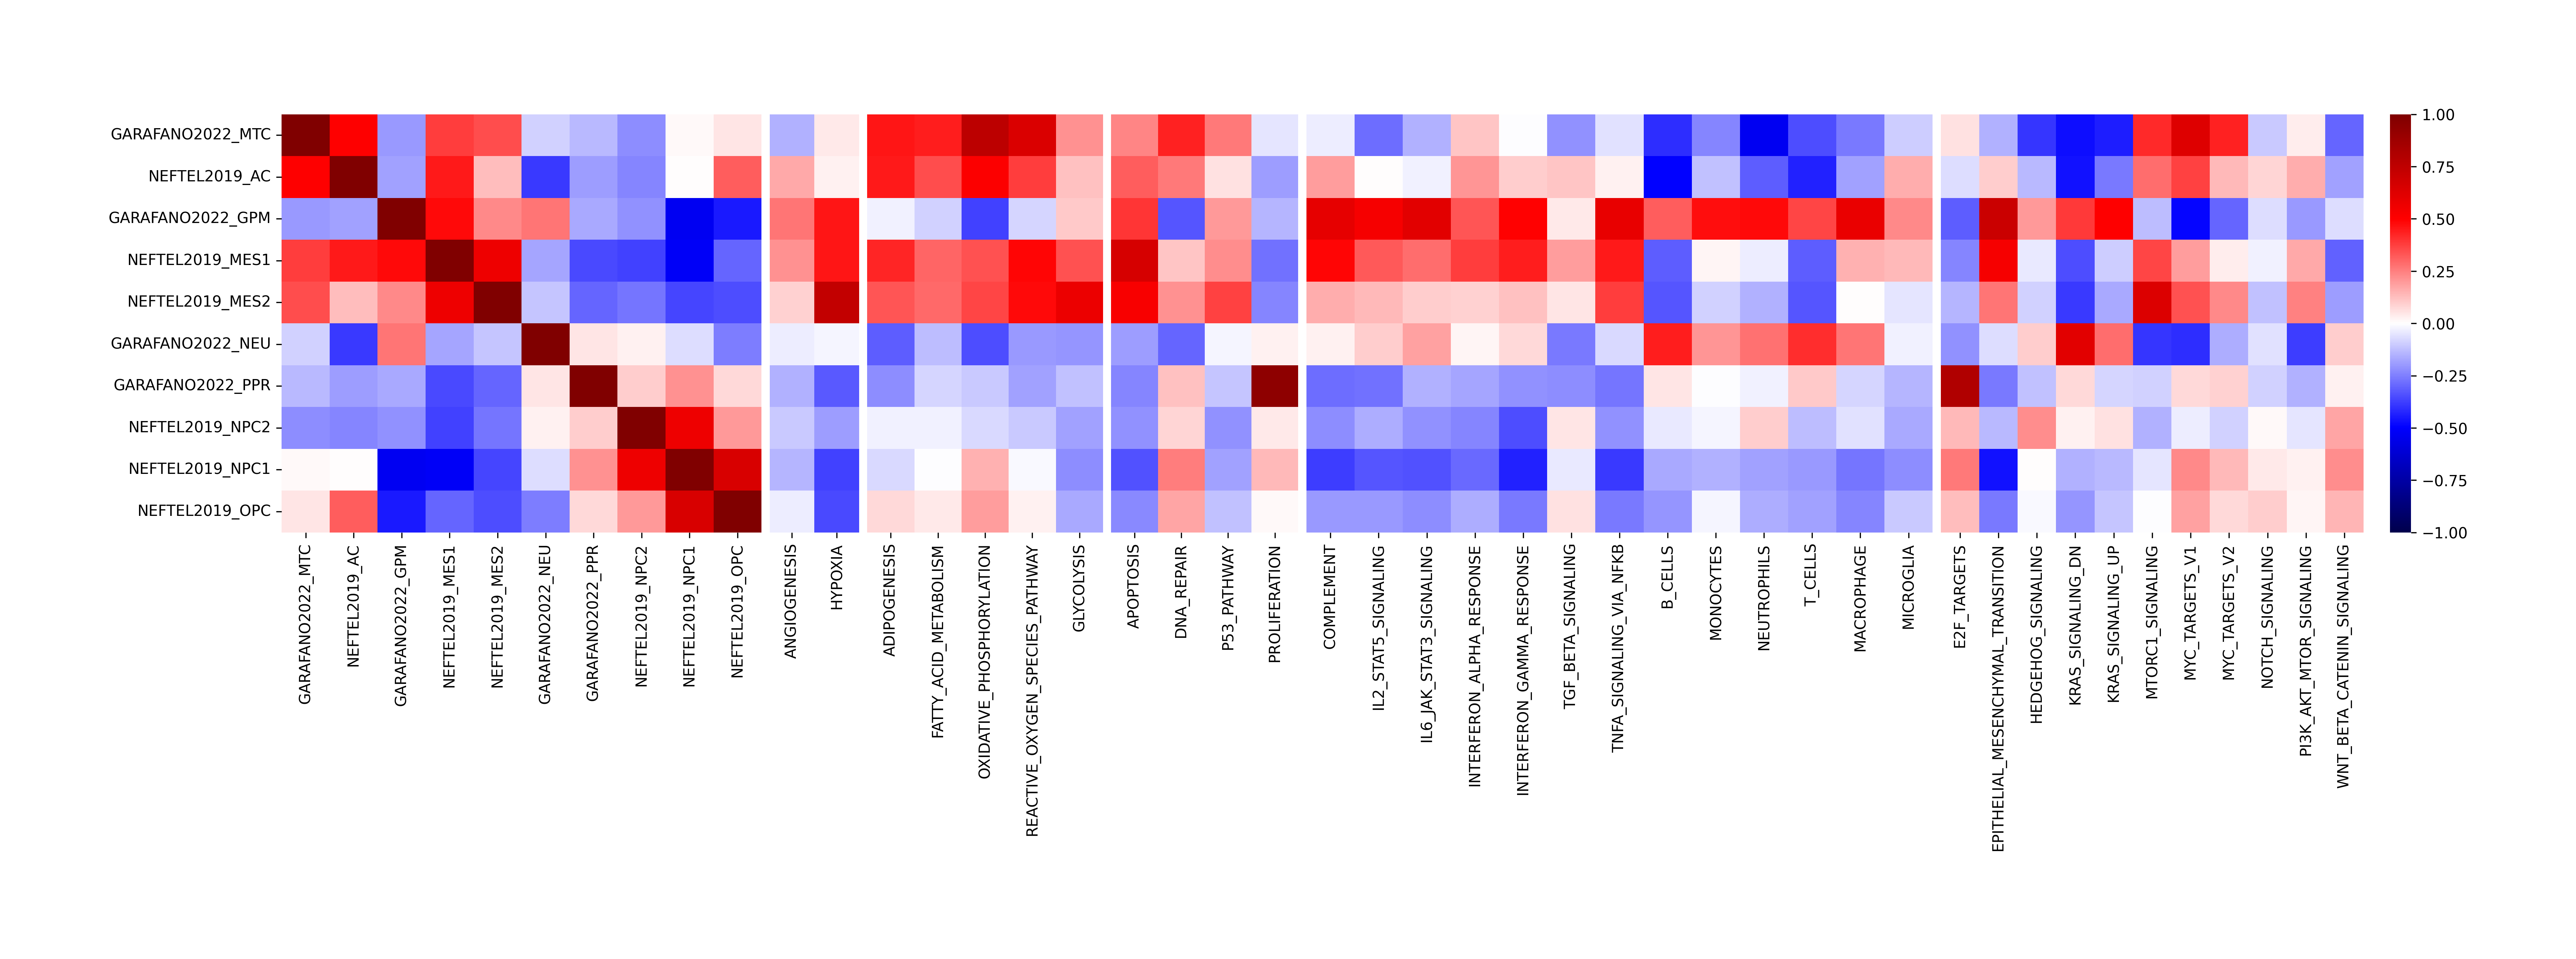 GARAFANO2022_MTC
NEFTEL2019_AC
GARAFANO2022_GPM
NEFTEL2019_MES1
NEFTEL2019_MES2
GARAFANO2022_NEU
GARAFANO2022_PPR
NEFTEL2019_NPC2
NEFTEL2019_NPC1
NEFTEL2019_OPC
GARAFANO2022_MTC
NEFTEL2019_AC
GARAFANO2022_GPM
NEFTEL2019_MES1
NEFTEL2019_MES2
GARAFANO2022_NEU
GARAFANO2022_PPR
NEFTEL2019_NPC2
NEFTEL2019_NPC1
NEFTEL2019_OPC
ANGIOGENESIS
HYPOXIA
ADIPOGENESIS
FATTY_ACID_METABOLISM
OXIDATIVE_PHOSPHORYLATION
REACTIVE_OXYGEN_SPECIES_PATHWAY
GLYCOLYSIS
APOPTOSIS
DNA_REPAIR
P53_PATHWAY
PROLIFERATION
COMPLEMENT
IL2_STAT5_SIGNALING
IL6_JAK_STAT3_SIGNALING
INTERFERON_ALPHA_RESPONSE
INTERFERON_GAMMA_RESPONSE
TGF_BETA_SIGNALING
TNFA_SIGNALING_VIA_NFKB
B_CELLS
MONOCYTES
NEUTROPHILS
T_CELLS
MACROPHAGE
MICROGLIA
E2F_TARGETS
EPITHELIAL_MESENCHYMAL_TRANSITION
HEDGEHOG_SIGNALING
KRAS_SIGNALING_DN
KRAS_SIGNALING_UP
MTORC1_SIGNALING
MYC_TARGETS_V1
MYC_TARGETS_V2
NOTCH_SIGNALING
PI3K_AKT_MTOR_SIGNALING
WNT_BETA_CATENIN_SIGNALING
1.00
0.75
0.50
0.25
0.00
−0.25
−0.50
−0.75
−1.00